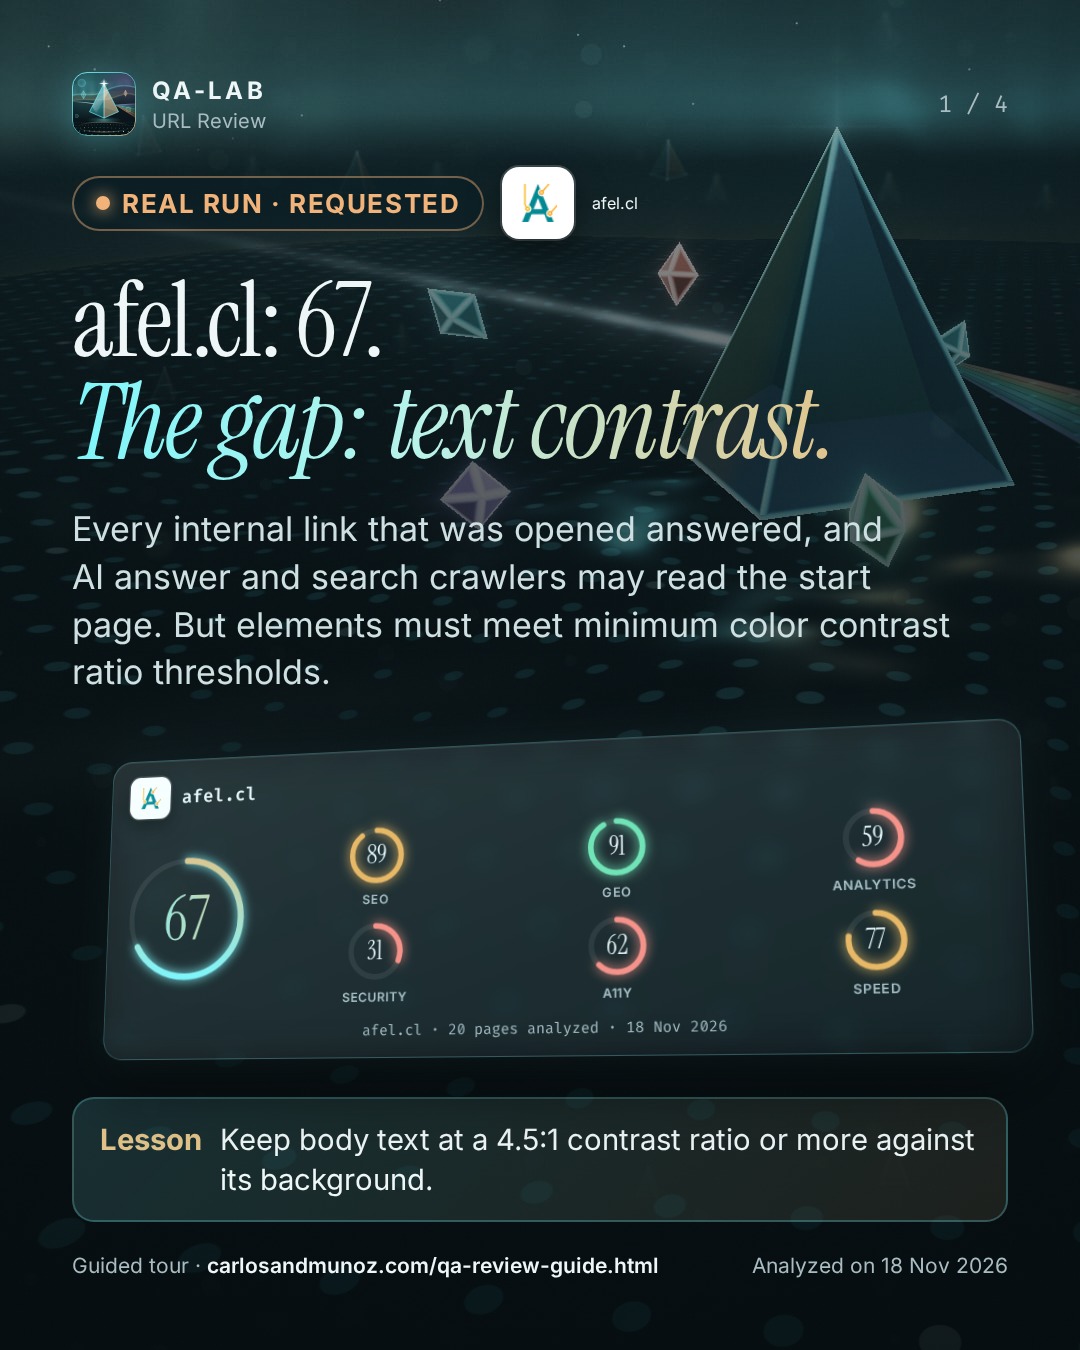 QA-LAB
URL Review
1 / 4
REAL RUN · REQUESTED
afel.cl
afel.cl: 67.
The gap: text contrast.
Every internal link that was opened answered, and
AI answer and search crawlers may read the start
page. But elements must meet minimum color contrast
ratio thresholds.
afel.cl
67
89
SEO
91
GEO
59
ANALYTICS
31
SECURITY
62
A11Y
77
SPEED
afel.cl · 20 pages analyzed · 18 Nov 2026
Lesson Keep body text at a 4.5:1 contrast ratio or more against
its background.
Guided tour · carlosandmunoz.com/qa-review-guide.html
Analyzed on 18 Nov 2026